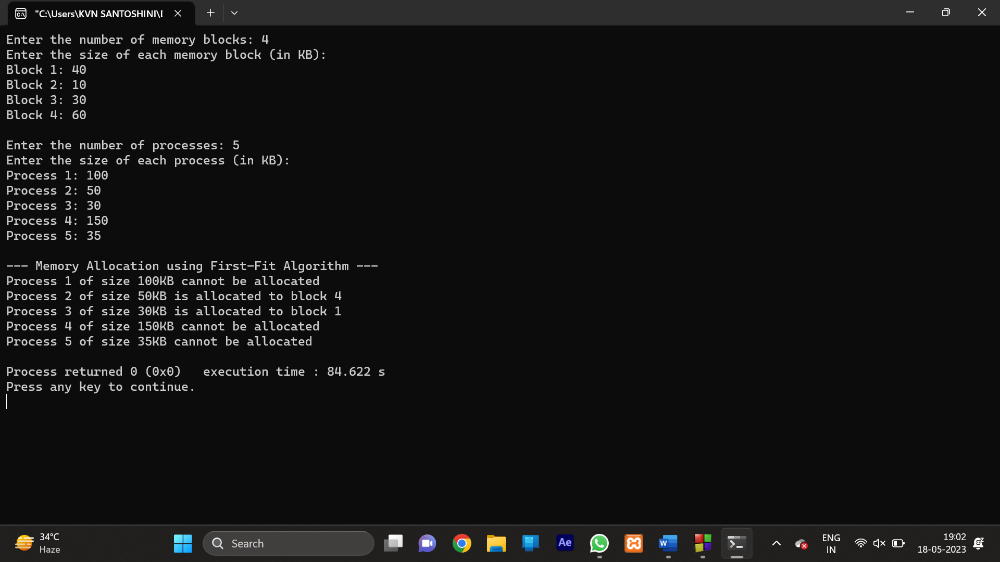 "C:\Users\KVN SANTOSHINI\I
Enter the number of memory blocks: 4
Enter the size of each memory block (in KB):
Block 1: 40
Block 2: 10
Block 3: 30
Block 4: 60
Enter the number of processes: 5
Enter the size of each process (in KB):
Process 1: 100
Process 2: 50
Process 3: 30
Process 4: 150
Process 5: 35
--- Memory Allocation using First-Fit Algorithm ---
Process 1 of size 100KB cannot be allocated
Process 2 of size 50KB is allocated to block 4
Process 3 of size 30KB is allocated to block 1
Process 4 of size 150KB cannot be allocated
Process 5 of size 35KB cannot be allocated
Process returned 0 (0x0)   execution time : 84.622 s
Press any key to continue.
34°C
Haze
Search
Ae
W
ENG
IN
19:02
18-05-2023